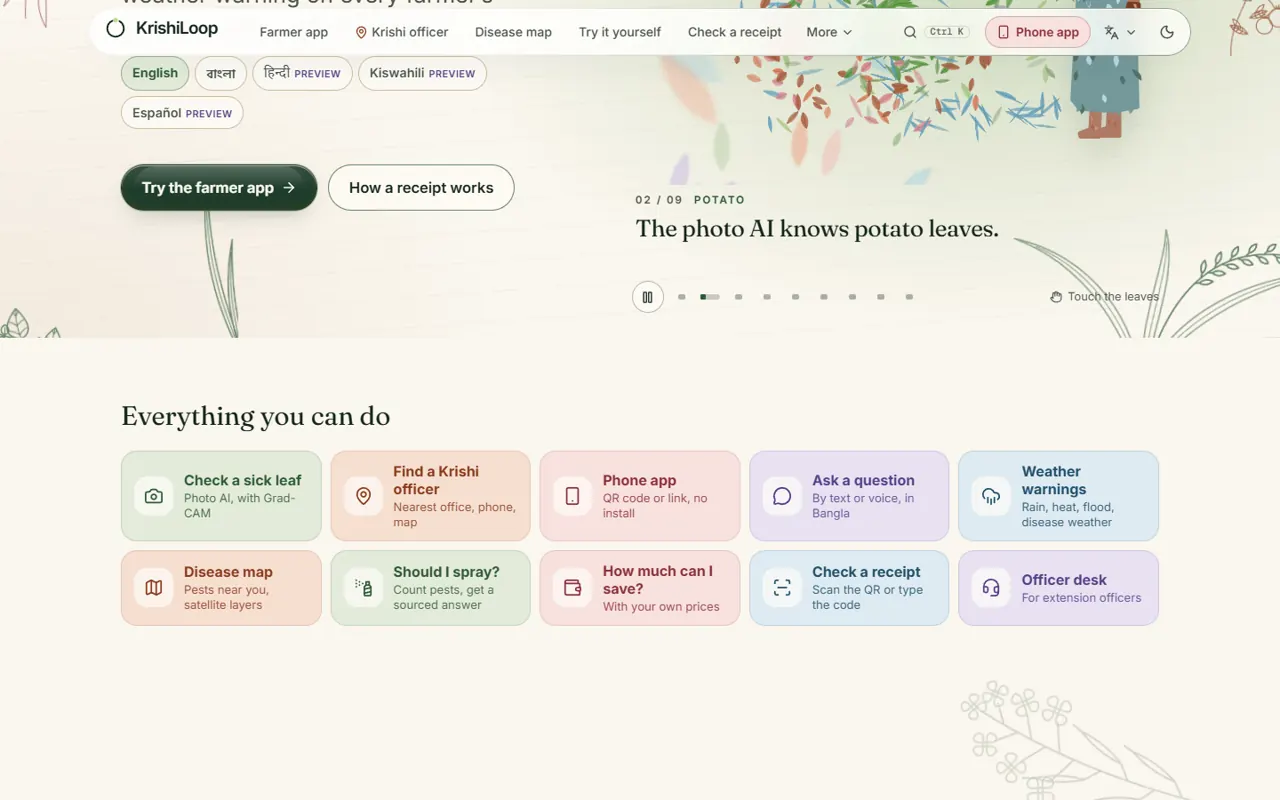 weather warning on every farmer's
KrishiLoop
Farmer app
Krishi officer
Disease map
Try it yourself
Check a receipt
More
Ctrl K
Phone app
English
বাংলা
हिन्दी PREVIEW
Kiswahili PREVIEW
Español PREVIEW
Try the farmer app →
How a receipt works
02 / 09 POTATO
The photo AI knows potato leaves.
Touch the leaves
Everything you can do
Check a sick leaf
Photo AI, with Grad-
CAM
Find a Krishi
officer
Nearest office, phone,
map
Phone app
QR code or link, no
install
Ask a question
By text or voice, in
Bangla
Weather
warnings
Rain, heat, flood,
disease weather
Disease map
Pests near you,
satellite layers
Should I spray?
Count pests, get a
sourced answer
How much can I
save?
With your own prices
Check a receipt
Scan the QR or type
the code
Officer desk
For extension officers